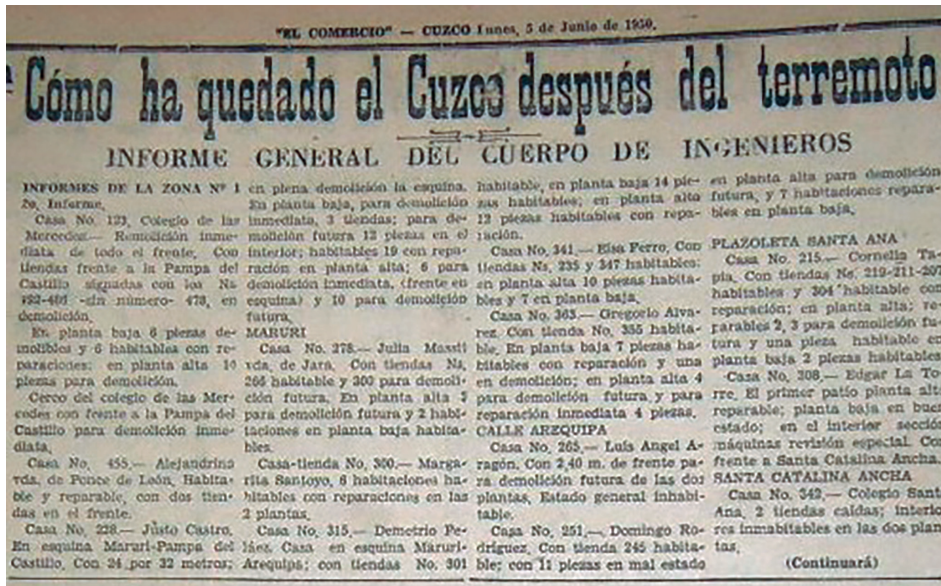 "EL COMERCIO" — CUZCO Lunes, 5 de Junio de 1950.
Cómo ha quedado el Cuzco después del terremoto
INFORME GENERAL DEL CUERPO DE INGENIEROS
INFORMES DE LA ZONA Nº 1
2o, Informe.
Casa No. 123, Colegio de las
Mercedes.— Remolición inme-
diata de todo el frente. Con
tiendas frente a la Pampa del
Castillo signadas con los Ns
-sin número- 478, en
demolición.
En planta baja 6 piezas de-
molibles y 6 habitables con re-
paraciones; en planta alta 10
piezas para demolición.
Cerco del colegio de las Mer-
cedes con frente a la Pampa del
Castillo para demolición inme-
diata,
Casa No. 455.— Alejandrina
vda, de Ponce de León, Habita-
ble y reparable, con dos tien-
das en el frente.
Casa No. 228— Justo Castro.
En esquina Maruri-Pampa del
Castillo. Con 24 por 32 metros;
en plena demolición la esquina.
En planta baja, para demolición
inmediata, 3 tiendas; para de-
molición futura 12 piezas en el
interior; habitables 19 con repa-
ración en planta alta; 6 para
demolición inmediata, (frente en
esquina) y 10 para demolición
futura.
MARURI
Casa No. 278.— Julia
vda, de Jara. Con tiendas Ns,
266 habitable y 300 para demoli-
ción futura. En planta alta 3
para demolición futura y 2 habi-
taciones en planta baja habita-
bles.
Casa-tienda No, 300.— Marga-
rita Santoyo, 6 habitaciones ha-
bitables con reparaciones en las
2 plantas.
Casa No, 315.— Demetrio Pe-
láez. Casa en esquina Maruri-
Arequipa; con tiendas No, 301
habitable, en planta baja 14 pie-
zas habitables; en planta alta
12 piezas habitables con repa-
ración.
Casa No, 341.— Elsa Ferro, Con
tiendas Ns, 235 y 347 habitables;
en planta alta 10 piezas habita-
bles y 7 en planta baja.
Casa No. 363.— Gregorio Alva-
rez. Con tienda No, 355 habita-
ble, En planta baja 7 piezas ha-
bitables con reparación y una
en demolición; en planta alta 4
para demolición futura y para
reparación inmediata 4 piezas.
CALLE AREQUIPA
Casa No. 265.— Luis Angel A-
ragón. Con 2,40 m. de frente pa-
ra demolición futura de las dos
plantas. Estado general inhabi-
table.
Casa No, 251.— Domingo Ro-
dríguez. Con tienda 245 habita-
ble; con 11 piezas en mal estado
en planta alta para demolición
futura, y 7 habitaciones repara-
bles en planta baja.
PLAZOLETA SANTA ANA
Casa No. 215.— Cornelia Ta-
pia. Con tiendas Ns. 219-211-207
habitables y 304 habitable con
reparación; en planta alta; re-
parables 2, 3 para demolición fu-
tura y una pieza habitable en
planta baja 2 piezas habitables
Casa No, 308.— Edgar La To-
rre. El primer patio planta alta
reparable; planta baja en buen
estado; en el interior sección
máquinas revisión especial. Con
frente a Santa Catalina Ancha.
SANTA CATALINA ANCHA
Casa No. 342.— Colegio Sant
Ana, 2 tiendas caídas; interio
res inhabitables en las dos plan
tas,
(Continuará)